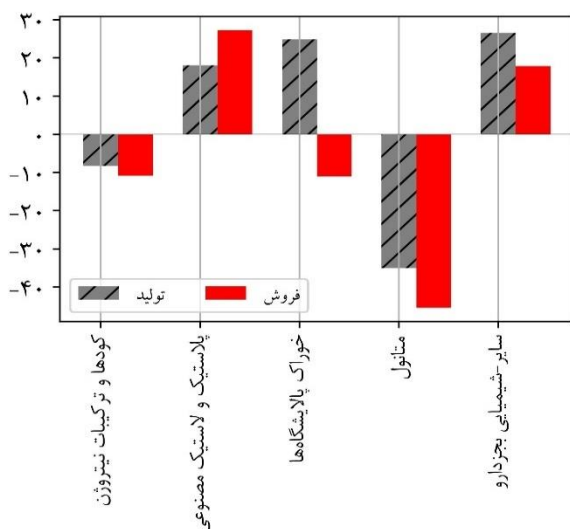 ۳۰
۲۰
۱۰
۰
-۱۰
-۲۰
-۳۰
-۴۰
تولید
فروش
کودها و ترکیبات نیتروژن
پلاستیک و لاستیک مصنوعی
خوراک پالایشگاه‌ها
متانول
سایر-شیمیایی بجزدارو